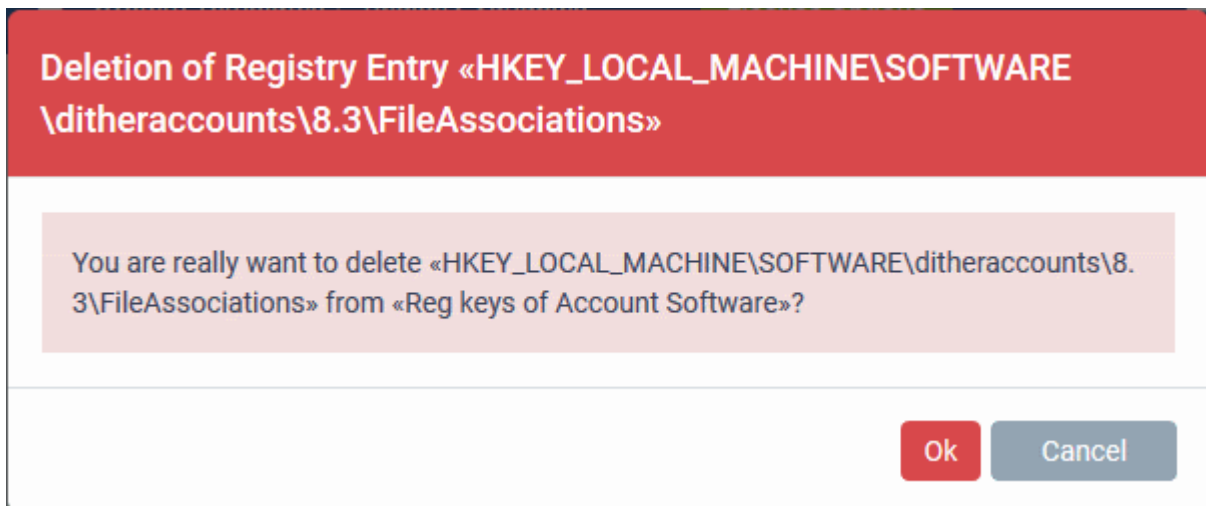 Deletion of Registry Entry «HKEY_LOCAL_MACHINE\SOFTWARE
\ditheraccounts\8.3\FileAssociations»
You are really want to delete «HKEY_LOCAL_MACHINE\SOFTWARE\ditheraccounts\8.
3\FileAssociations» from «Reg keys of Account Software»?
Ok
Cancel